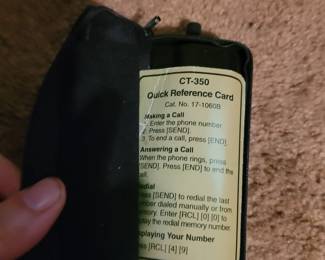 CT-350
Quick Reference Card
Cat. No. 17-1060B
Making a Call
1. Enter the phone number
2. Press [SEND].
3. To end a call, press [END].
Answering a Call
When the phone rings, press
[SEND]. Press [END] to end the
call.
Redial
[SEND] to redial the last
number dialed manually or from
memory. Enter [RCL] [0] [0] to
display the redial memory number.
Displaying Your Number
[RCL] [4] [9]